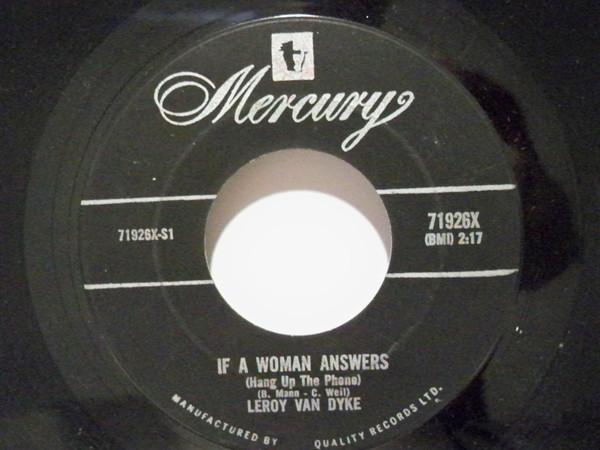 Mercury
71926X-S1
71926X
(BMI) 2:17
IF A WOMAN ANSWERS
(Hang Up The Phone)
(B. Mann - C. Weil)
LEROY VAN DYKE
MANUFACTURED BY QUALITY RECORDS LTD.